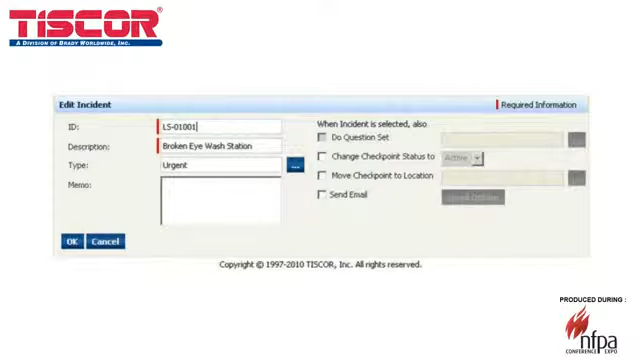 TISCOR
A DIVISION OF BRADY WORLDWIDE, INC.
Edit Incident
Required Information
ID:
LS-01001
Description:
Broken Eye Wash Station
Type:
Urgent
...
Memo:
When Incident is selected, also
Do Question Set
...
Change Checkpoint Status to
Active
Move Checkpoint to Location
...
Send Email
OK
Cancel
Copyright © 1997-2010 TISCOR, Inc. All rights reserved.
PRODUCED DURING :
nfpa
CONFERENCE EXPO